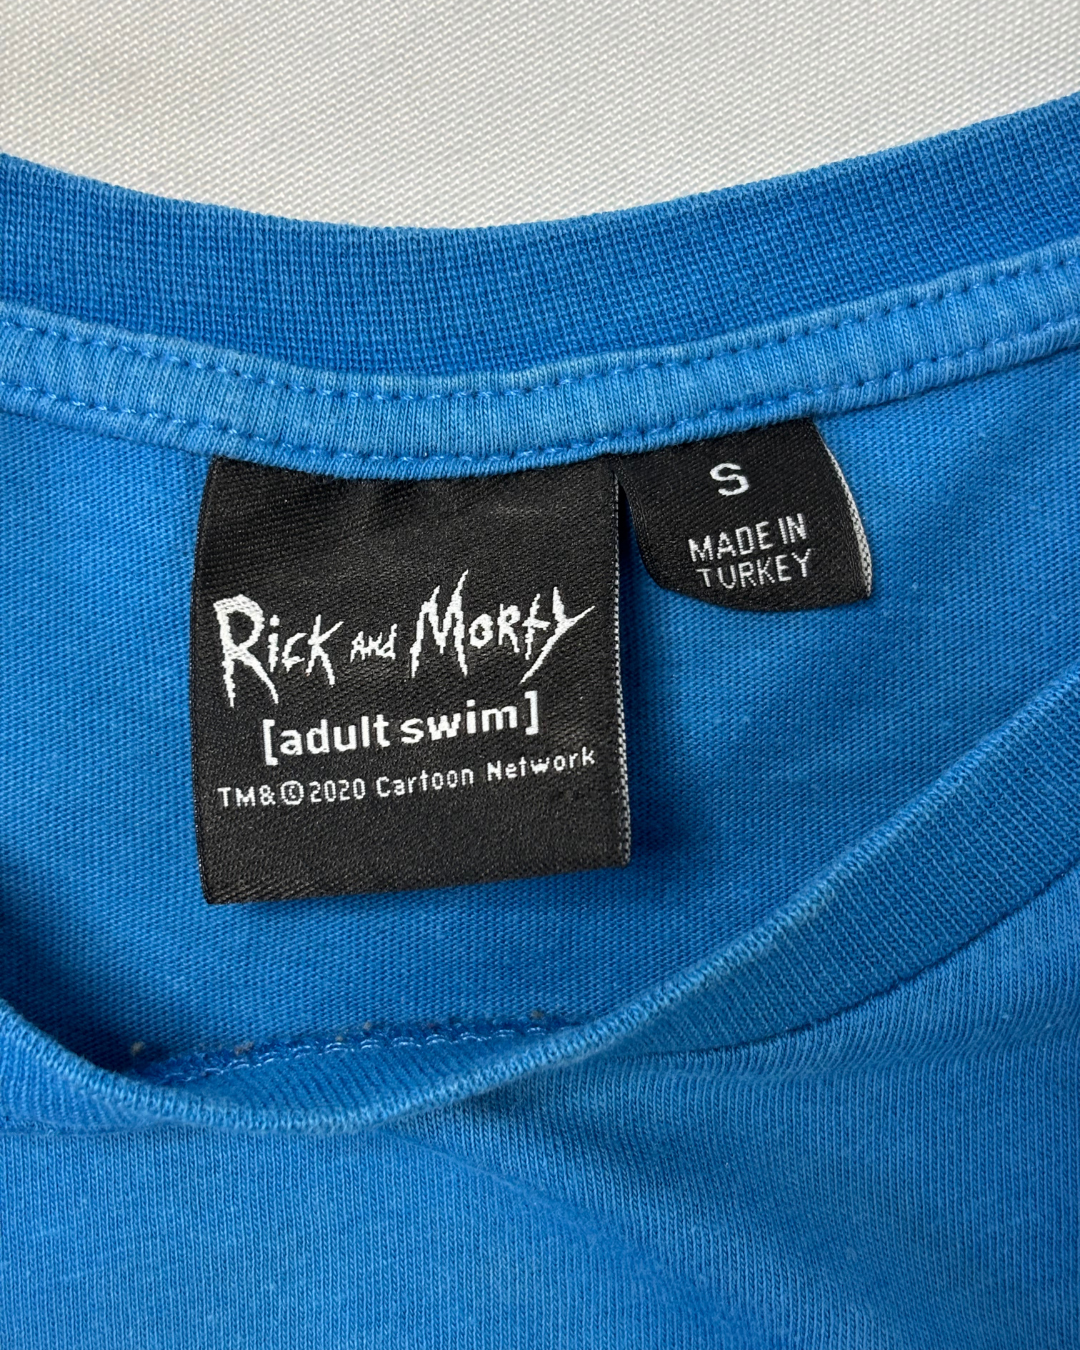 Rick and Morty
[adult swim]
TM&©2020 Cartoon Network
S
MADE IN
TURKEY